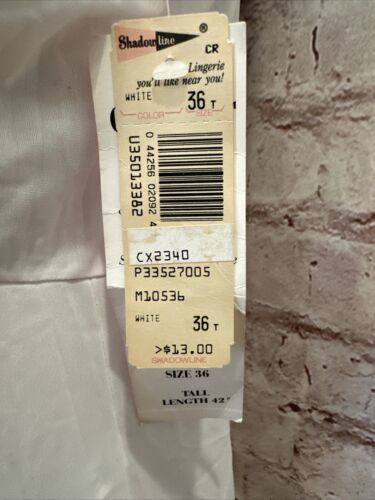 Shadowline ®
CR
Lingerie
you'll like near you!
WHITE 36 T
COLOR SIZE
0 44256 02092 4
U35013382
CX2340
P33527005
M10536
WHITE 36 T
>$13.00
SHADOWLINE
SIZE 36
TALL
LENGTH 42"